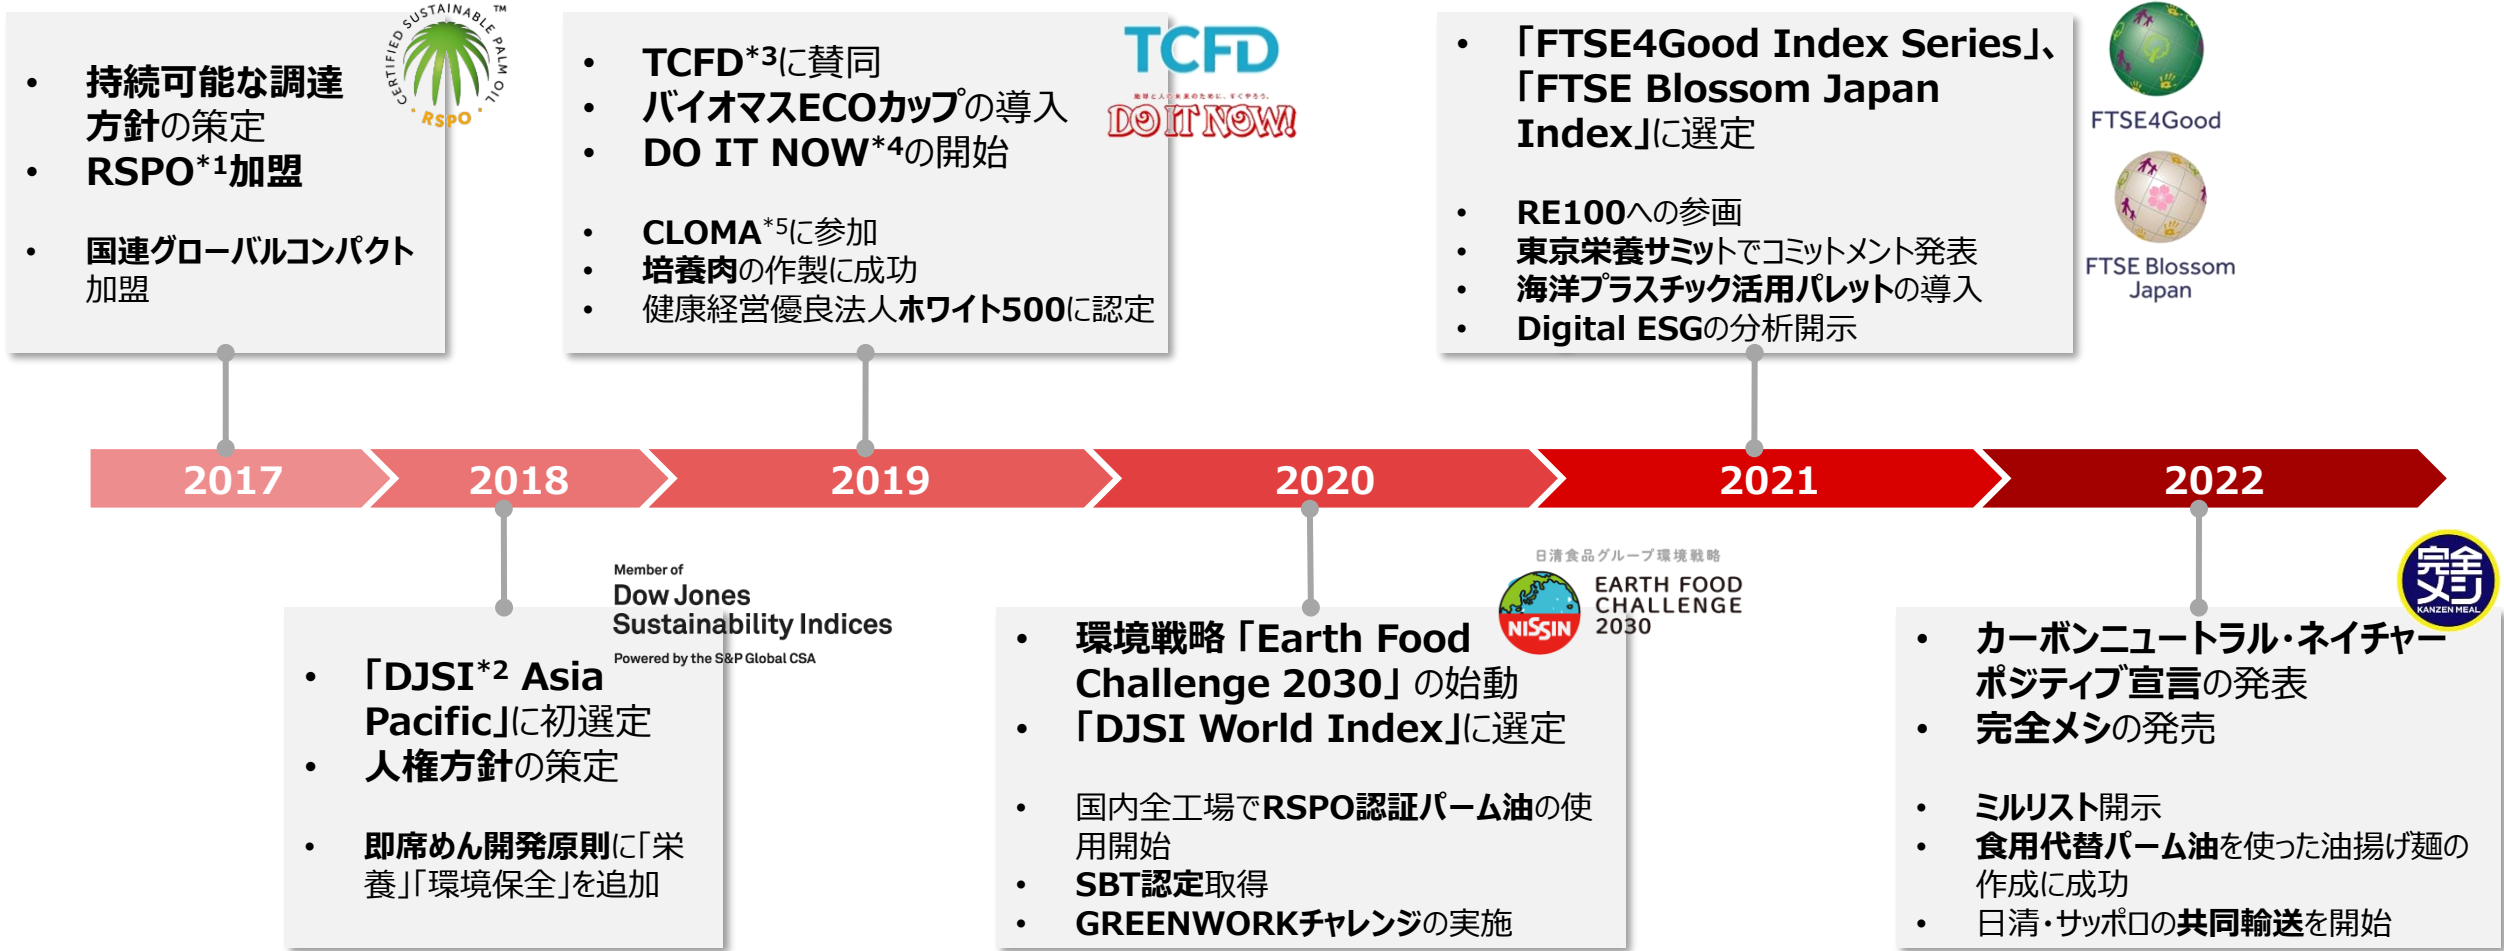 • 持続可能な調達
方針の策定
• RSPO*1加盟
• 国連グローバルコンパクト
加盟
CERTIFIED SUSTAINABLE PALM OIL TM
RSPO
• TCFD*3に賛同
• バイオマスECOカップの導入
• DO IT NOW*4の開始
• CLOMA*5に参加
• 培養肉の作製に成功
• 健康経営優良法人ホワイト500に認定
TCFD
地球と人の未来のために、すぐやろう。
DO IT NOW!
• 「FTSE4Good Index Series」、
「FTSE Blossom Japan
Index」に選定
• RE100への参画
• 東京栄養サミットでコミットメント発表
• 海洋プラスチック活用パレットの導入
• Digital ESGの分析開示
FTSE4Good
FTSE Blossom
Japan
2017
2018
2019
2020
2021
2022
Member of
Dow Jones
Sustainability Indices
Powered by the S&P Global CSA
• 「DJSI*2 Asia
Pacific」に初選定
• 人権方針の策定
• 即席めん開発原則に「栄
養」「環境保全」を追加
日清食品グループ環境戦略
NISSIN
EARTH FOOD
CHALLENGE
2030
• 環境戦略「Earth Food
Challenge 2030」の始動
• 「DJSI World Index」に選定
• 国内全工場でRSPO認証パーム油の使
用開始
• SBT認定取得
• GREENWORKチャレンジの実施
完全
メシ
KANZEN MEAL
• カーボンニュートラル・ネイチャー
ポジティブ宣言の発表
• 完全メシの発売
• ミルリスト開示
• 食用代替パーム油を使った油揚げ麺の
作成に成功
• 日清・サッポロの共同輸送を開始